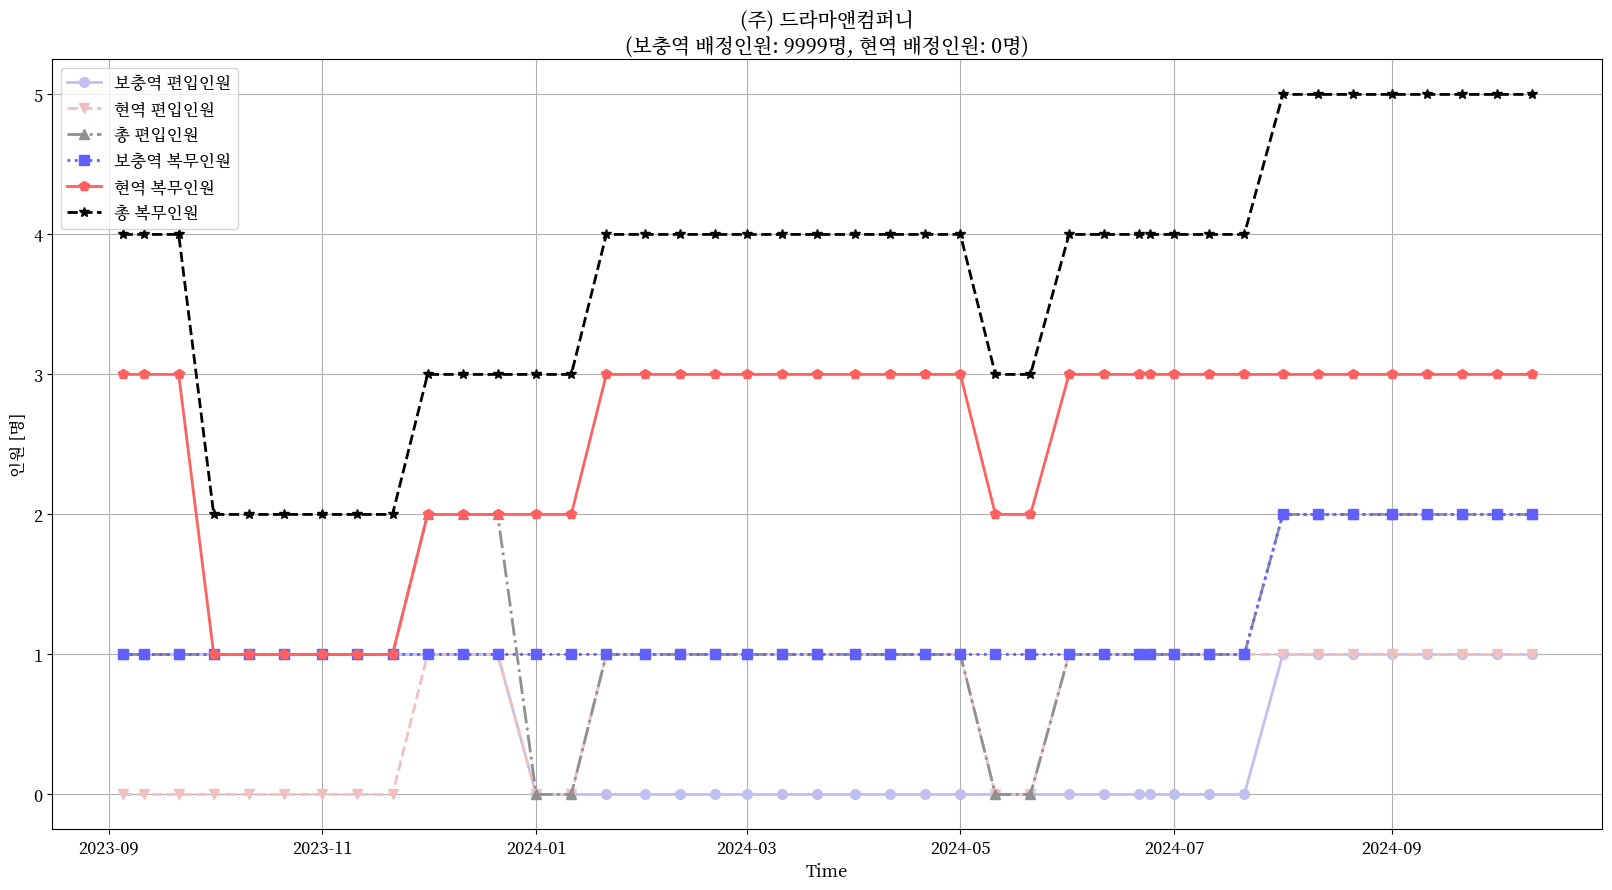 (주) 드라마앤컴퍼니
(보충역 배정인원: 9999명, 현역 배정인원: 0명)
보충역 편입인원
현역 편입인원
총 편입인원
보충역 복무인원
현역 복무인원
총 복무인원
인원 [명]
5
4
3
2
1
0
2023-09
2023-11
2024-01
2024-03
2024-05
2024-07
2024-09
Time